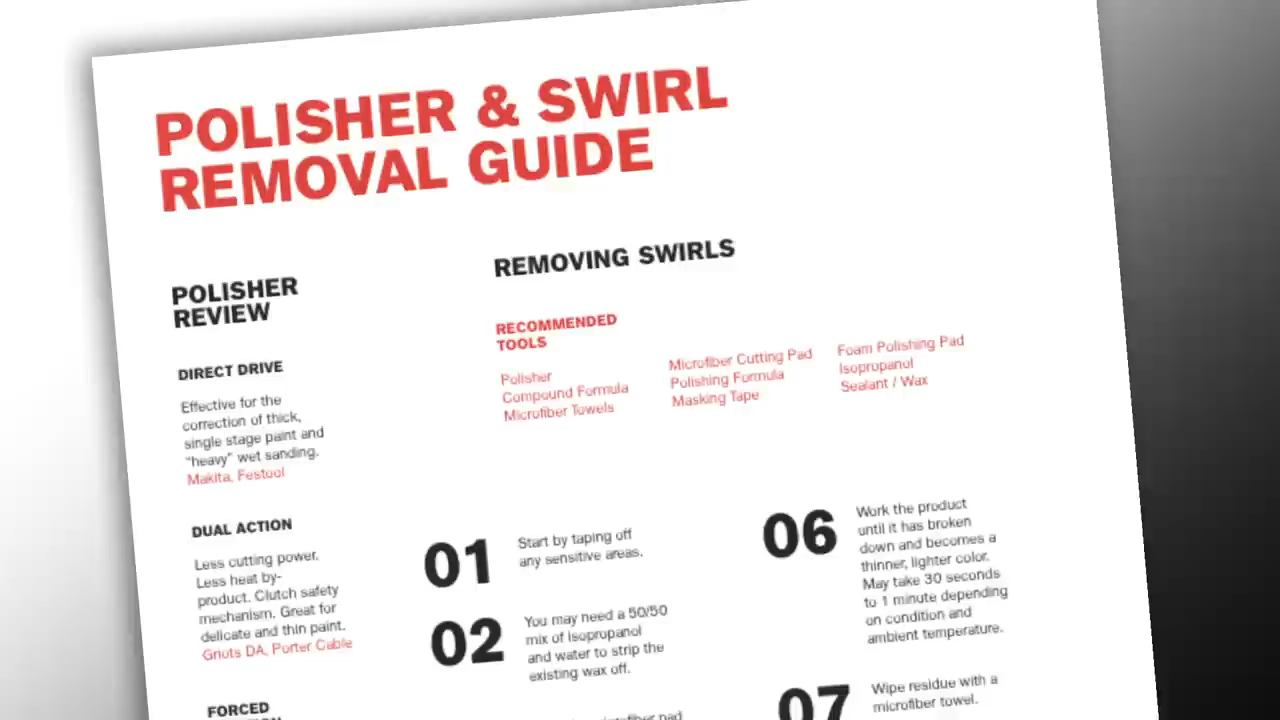 POLISHER & SWIRL
REMOVAL GUIDE
POLISHER
REVIEW
DIRECT DRIVE
Effective for the
correction of thick,
single stage paint and
“heavy” wet sanding.
Makita, Festool
DUAL ACTION
Less cutting power.
Less heat by-
product. Clutch safety
mechanism. Great for
delicate and thin paint.
Griots DA, Porter Cable
FORCED
REMOVING SWIRLS
RECOMMENDED
TOOLS
Polisher
Compound Formula
Microfiber Towels
Microfiber Cutting Pad
Polishing Formula
Masking Tape
Foam Polishing Pad
Isopropanol
Sealant / Wax
01
Start by taping off
any sensitive areas.
02
You may need a 50/50
mix of isopropanol
and water to strip the
existing wax off.
pad
06
Work the product
until it has broken
down and becomes a
thinner, lighter color.
May take 30 seconds
to 1 minute depending
on condition and
ambient temperature.
07
Wipe residue with a
microfiber towel.